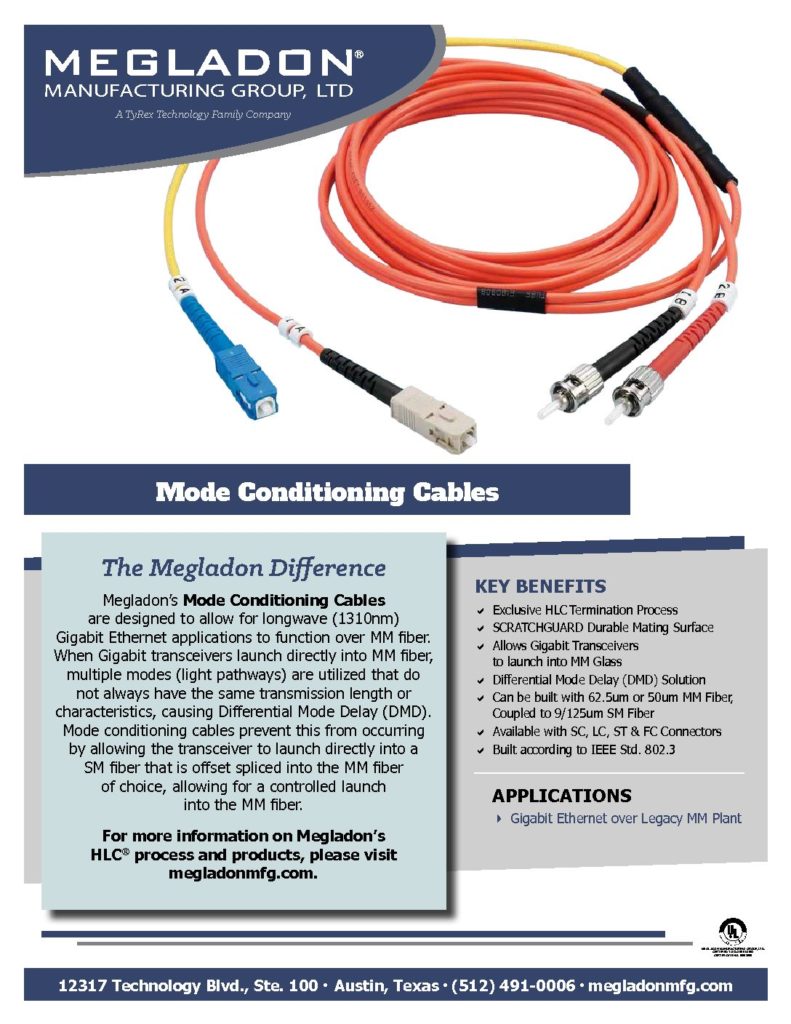 MEGLADON®
MANUFACTURING GROUP, LTD
A TyRex Technology Family Company
2 A
1 A
1 B
2 B
Mode Conditioning Cables
The Megladon Difference
Megladon's Mode Conditioning Cables
are designed to allow for longwave (1310nm)
Gigabit Ethernet applications to function over MM fiber.
When Gigabit transceivers launch directly into MM fiber,
multiple modes (light pathways) are utilized that do
not always have the same transmission length or
characteristics, causing Differential Mode Delay (DMD).
Mode conditioning cables prevent this from occurring
by allowing the transceiver to launch directly into a
SM fiber that is offset spliced into the MM fiber
of choice, allowing for a controlled launch
into the MM fiber.
For more information on Megladon's
HLC® process and products, please visit
megladonmfg.com.
KEY BENEFITS
Exclusive HLC Termination Process
SCRATCHGUARD Durable Mating Surface
Allows Gigabit Transceivers
to launch into MM Glass
Differential Mode Delay (DMD) Solution
Can be built with 62.5um or 50um MM Fiber,
Coupled to 9/125um SM Fiber
Available with SC, LC, ST & FC Connectors
Built according to IEEE Std. 802.3
APPLICATIONS
Gigabit Ethernet over Legacy MM Plant
UL
12317 Technology Blvd., Ste. 100 • Austin, Texas • (512) 491-0006 • megladonmfg.com